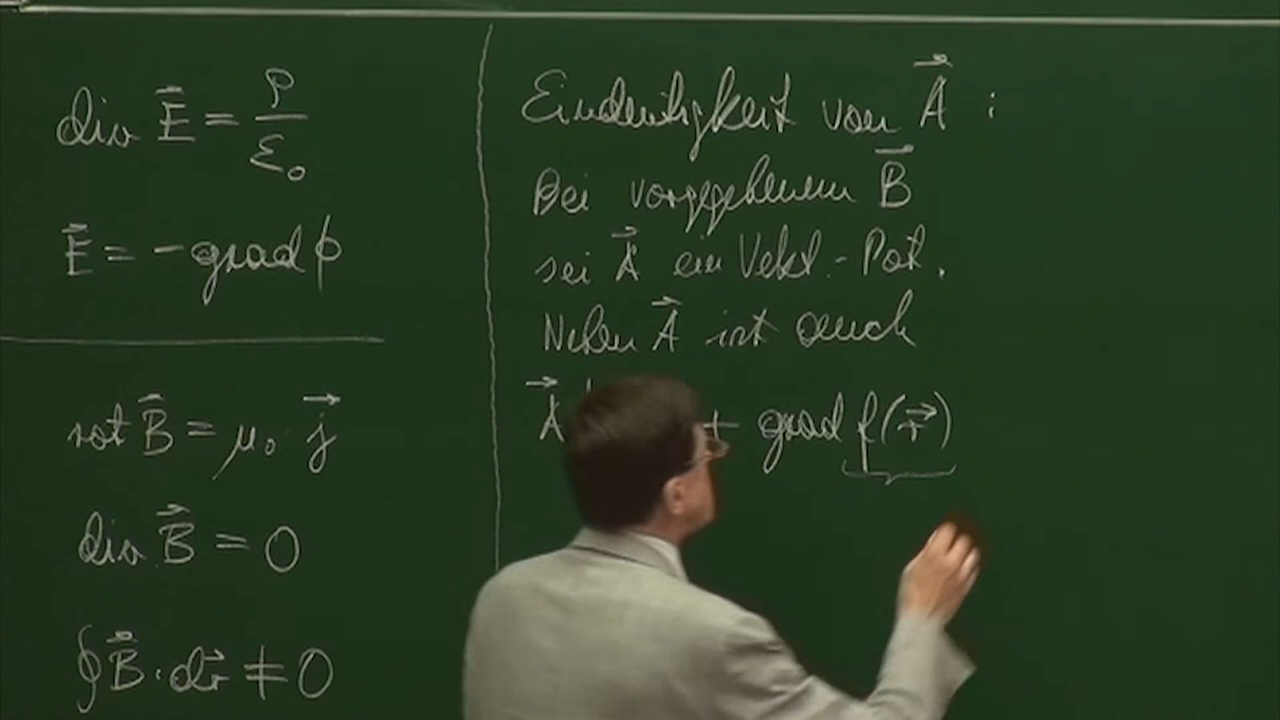 div E⃗ = ρ / ε₀
E⃗ = - grad ϕ
rot B⃗ = μ₀ · j⃗
div B⃗ = 0
∮ B⃗ · dr⃗ ≠ 0
Eindeutigkeit von A⃗ :
Bei vorgegebenem B⃗
sei A⃗ ein Vekt.-Pot.
Neben A⃗ ist auch
A⃗ + grad f(r⃗)